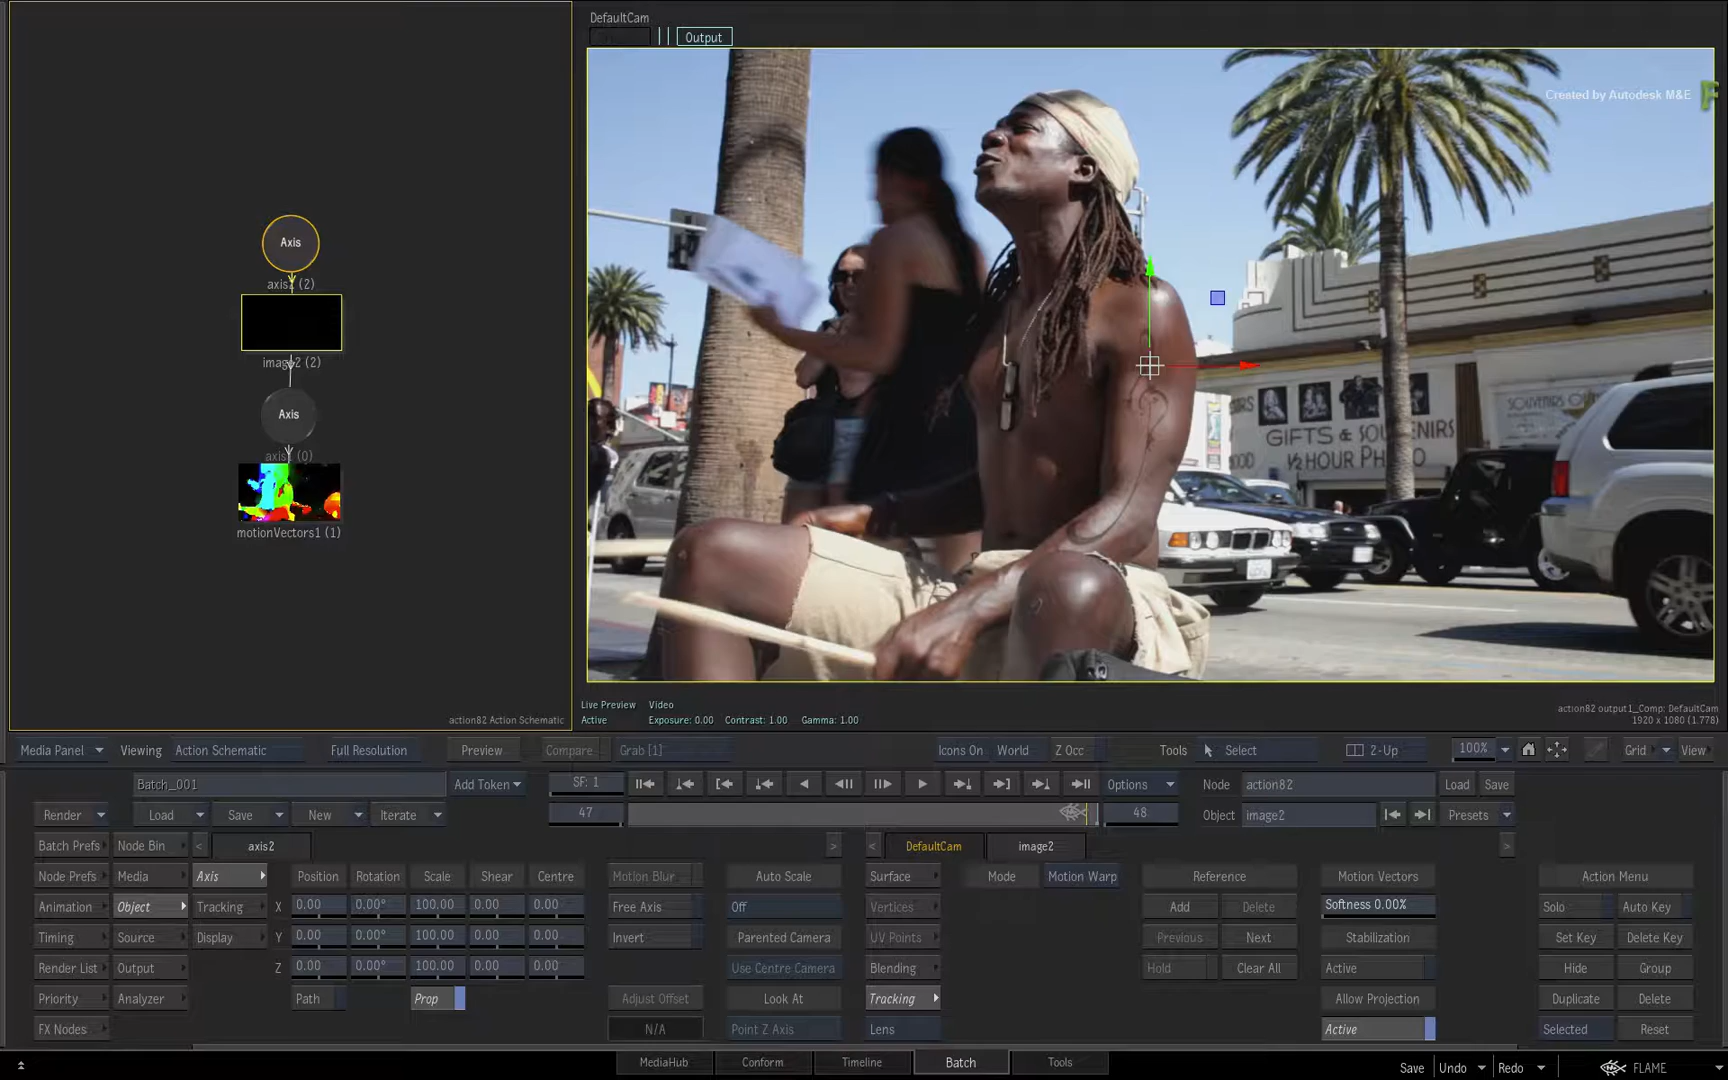 DefaultCam
Output
Created by Autodesk M&E
Axis
axis2 (2)
image2 (2)
Axis
axis1 (0)
motionVectors1 (1)
action82 Action Schematic
GIFTS & SOUVENIRS
½ HOUR PHOTO
SOUVENIRS
Live Preview Video
Active Exposure: 0.00 Contrast: 1.00 Gamma: 1.00
action82 output1_Comp: DefaultCam
1920 x 1080 (1.778)
Media Panel Viewing Action Schematic Full Resolution Preview Compare Grab [1] Icons On World Z Occ Tools Select 2-Up 100% Grid View
Batch_001 Add Token SF: 1 Options Node action82 Load Save
Render Load Save New Iterate 47 48 Object image2 Presets
Batch Prefs Node Bin < axis2 > < DefaultCam image2 >
Node Prefs Media Axis Position Rotation Scale Shear Centre Motion Blur Auto Scale Surface Mode Motion Warp Reference Motion Vectors Action Menu
Animation Object Tracking X 0.00 0.00° 100.00 0.00 0.00 Free Axis Off Vertices Add Delete Softness 0.00% Solo Auto Key
Timing Source Display Y 0.00 0.00° 100.00 0.00 0.00 Invert Parented Camera UV Points Previous Next Stabilization Set Key Delete Key
Render List Output Z 0.00 0.00° 100.00 0.00 0.00 Use Centre Camera Blending Hold Clear All Active Hide Group
Priority Analyzer Path Prop Adjust Offset Look At Tracking Allow Projection Duplicate Delete
FX Nodes N/A Point Z Axis Lens Active Selected Reset
MediaHub Conform Timeline Batch Tools Save Undo Redo FLAME